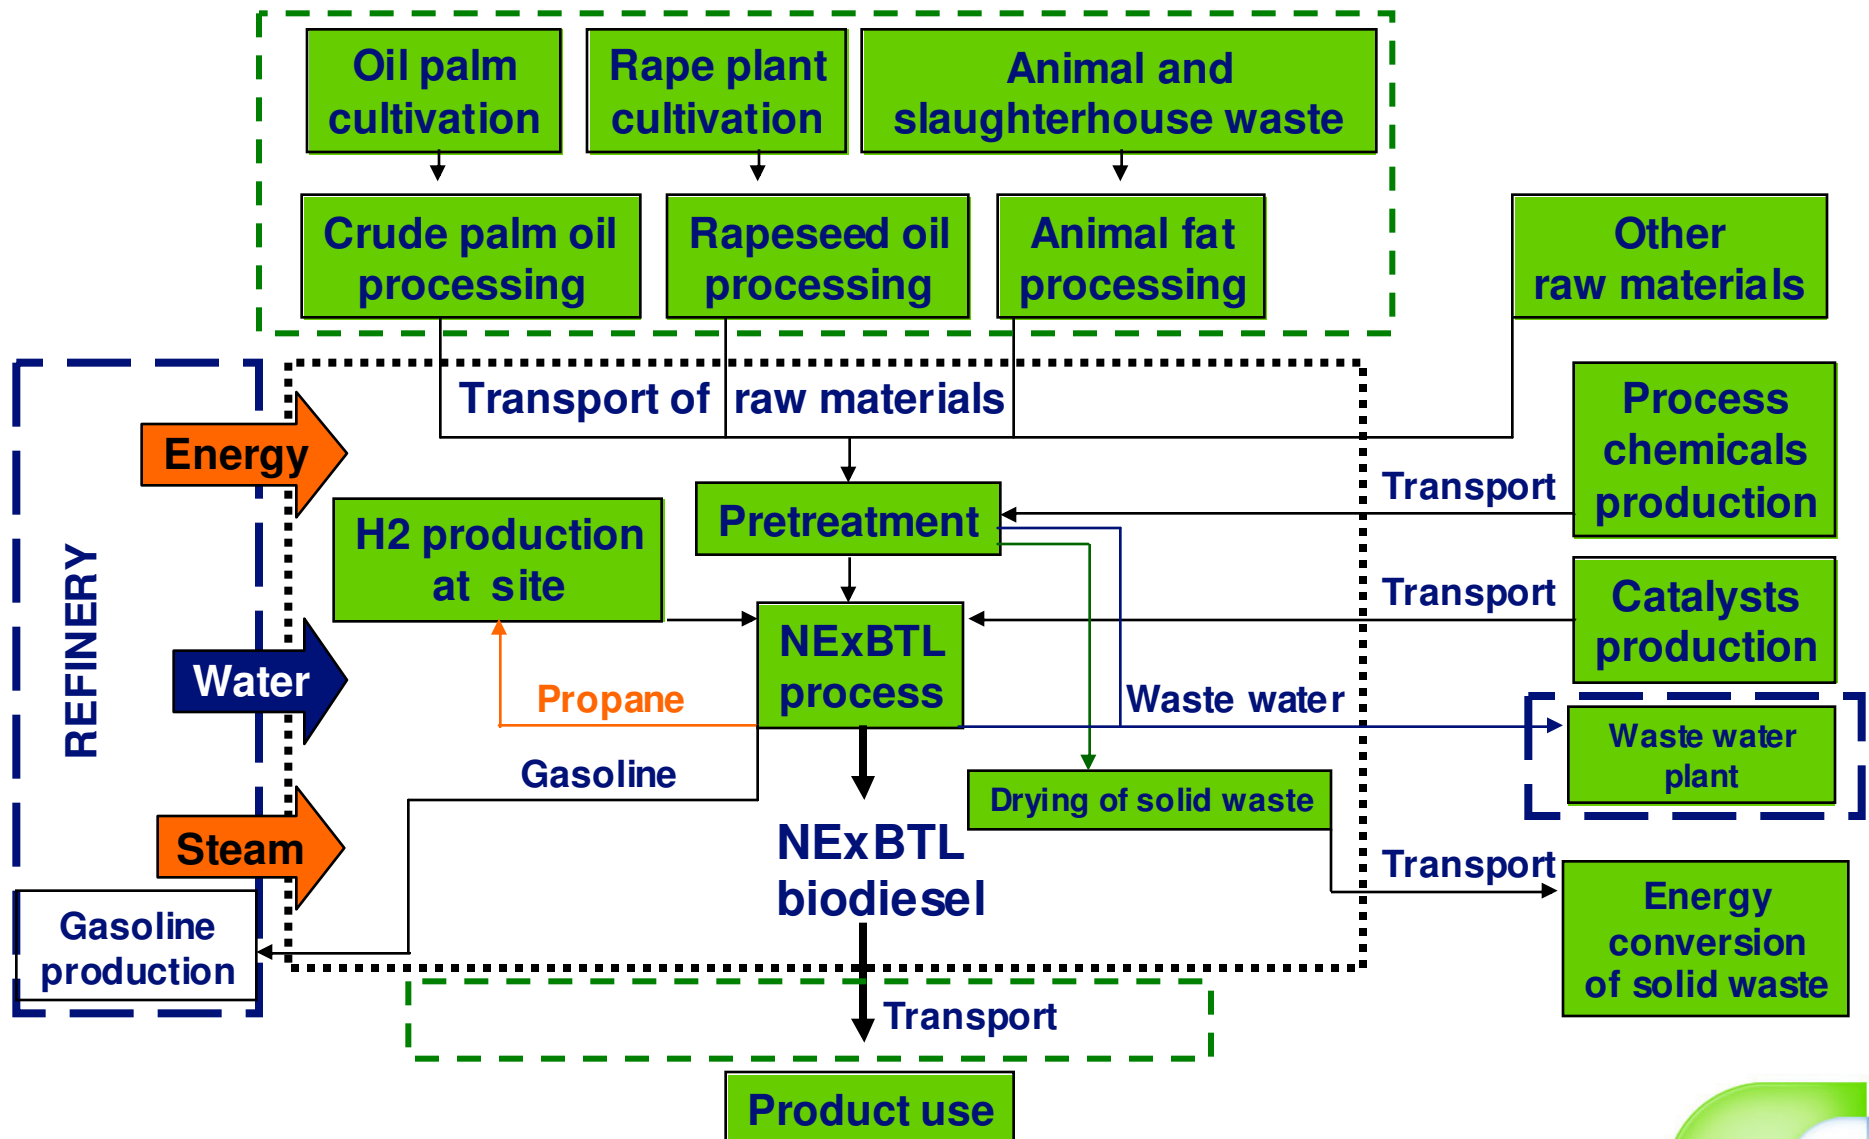 Oil palm
cultivation
Rape plant
cultivation
Animal and
slaughterhouse waste
Crude palm oil
processing
Rapeseed oil
processing
Animal fat
processing
Other
raw materials
Transport of raw materials
Process
chemicals
production
Energy
Transport
Pretreatment
H2 production
at site
REFINERY
Transport
Catalysts
production
NExBTL
process
Water
Propane
Waste water
Waste water
plant
Gasoline
Drying of solid waste
Steam
NExBTL
biodiesel
Transport
Energy
conversion
of solid waste
Gasoline
production
Transport
Product use